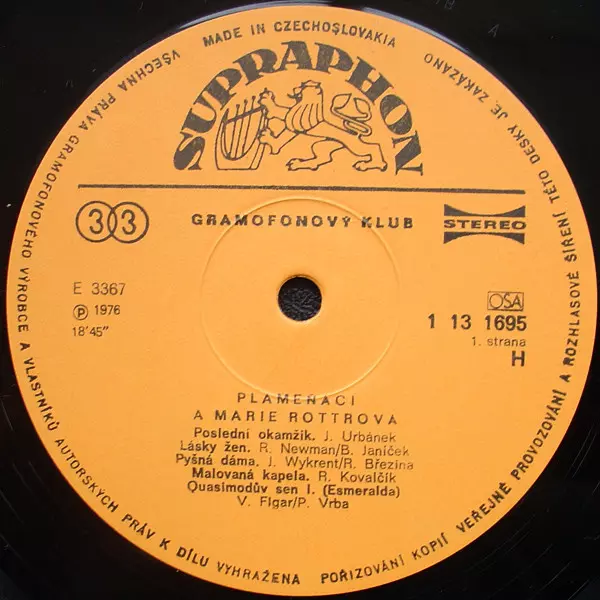 MADE IN CZECHOSLOVAKIA
VŠECHNA PRÁVA GRAMOFONOVÉHO VÝROBCE A VLASTNÍKŮ AUTORSKÝCH PRÁV K DÍLU VYHRAŽENA POŘIZOVÁNÍ KOPIÍ VEŘEJNÉ PROVOZOVÁNÍ A ROZHLASOVÉ ŠÍŘENÍ TÉTO DESKY JE ZAKÁZÁNO
SUPRAPHON
33
GRAMOFONOVÝ KLUB
STEREO
E 3367
℗ 1976
18'45"
OSA
1 13 1695
1. strana
H
PLAMEŇÁCI
A MARIE ROTTROVÁ
Poslední okamžik. J. Urbánek
Lásky žen. R. Newman/B. Janíček
Pyšná dáma. J. Wykrent/R. Březina
Malovaná kapela. R. Kovalčík
Quasimodův sen I. (Esmeralda)
V. Figar/P. Vrba